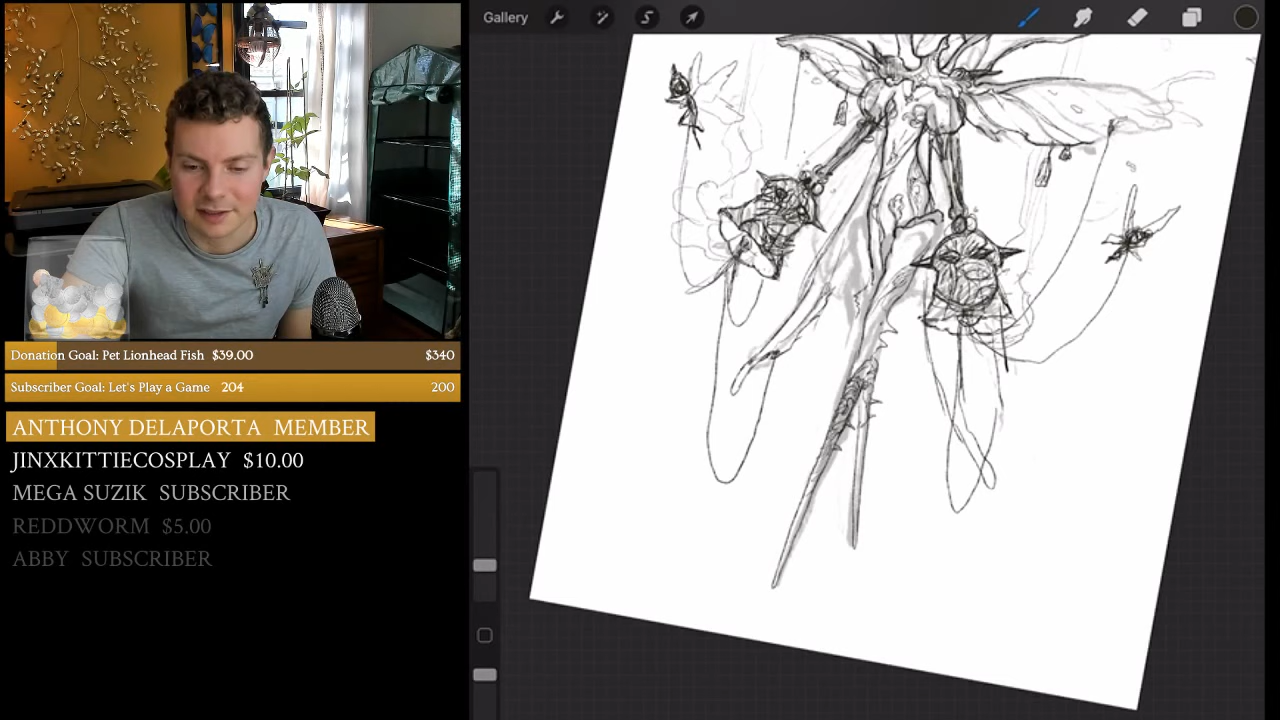 Gallery
Donation Goal: Pet Lionhead Fish $39.00 $340
Subscriber Goal: Let's Play a Game 204 200
ANTHONY DELAPORTA MEMBER
JINXKITTIECOSPLAY $10.00
MEGA SUZIK SUBSCRIBER
REDDWORM $5.00
ABBY SUBSCRIBER